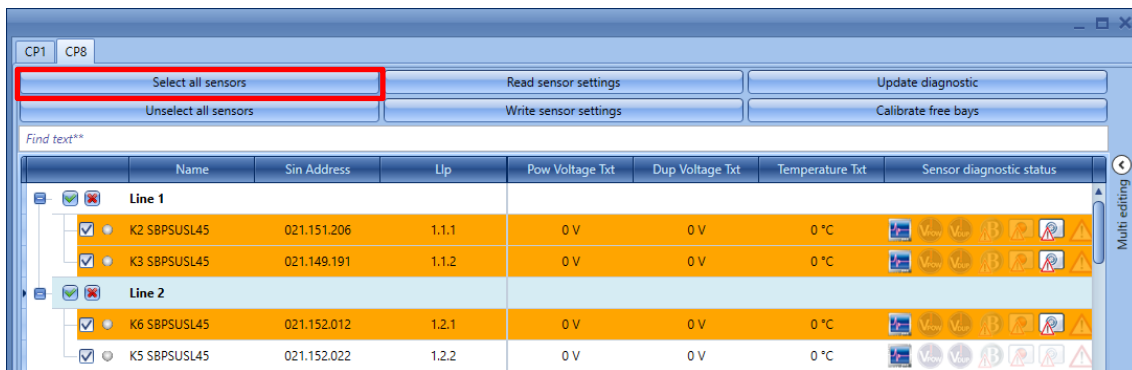 CP1 CP8
Select all sensors Read sensor settings Update diagnostic
Unselect all sensors Write sensor settings Calibrate free bays
Find text**
Name Sin Address Llp Pow Voltage Txt Dup Voltage Txt Temperature Txt Sensor diagnostic status
Multi editing
Line 1
K2 SBPSUSL45 021.151.206 1.1.1 0 V 0 V 0 °C
K3 SBPSUSL45 021.149.191 1.1.2 0 V 0 V 0 °C
Line 2
K6 SBPSUSL45 021.152.012 1.2.1 0 V 0 V 0 °C
K5 SBPSUSL45 021.152.022 1.2.2 0 V 0 V 0 °C